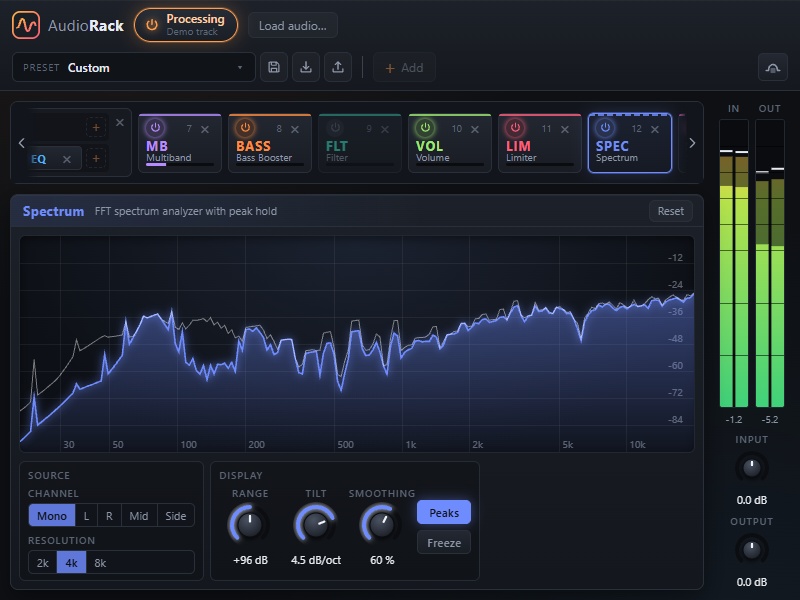 AudioRack
Processing
Demo track
Load audio...
PRESET Custom
+ Add
IN OUT
EQ
7
MB
Multiband
8
BASS
Bass Booster
9
FLT
Filter
10
VOL
Volume
11
LIM
Limiter
12
SPEC
Spectrum
Spectrum FFT spectrum analyzer with peak hold
Reset
-12
-24
-36
-48
-60
-72
-84
30 50 100 200 500 1k 2k 5k 10k
-1.2 -5.2
SOURCE
CHANNEL
Mono L R Mid Side
RESOLUTION
2k 4k 8k
DISPLAY
RANGE TILT SMOOTHING
+96 dB 4.5 dB/oct 60 %
Peaks
Freeze
INPUT
0.0 dB
OUTPUT
0.0 dB